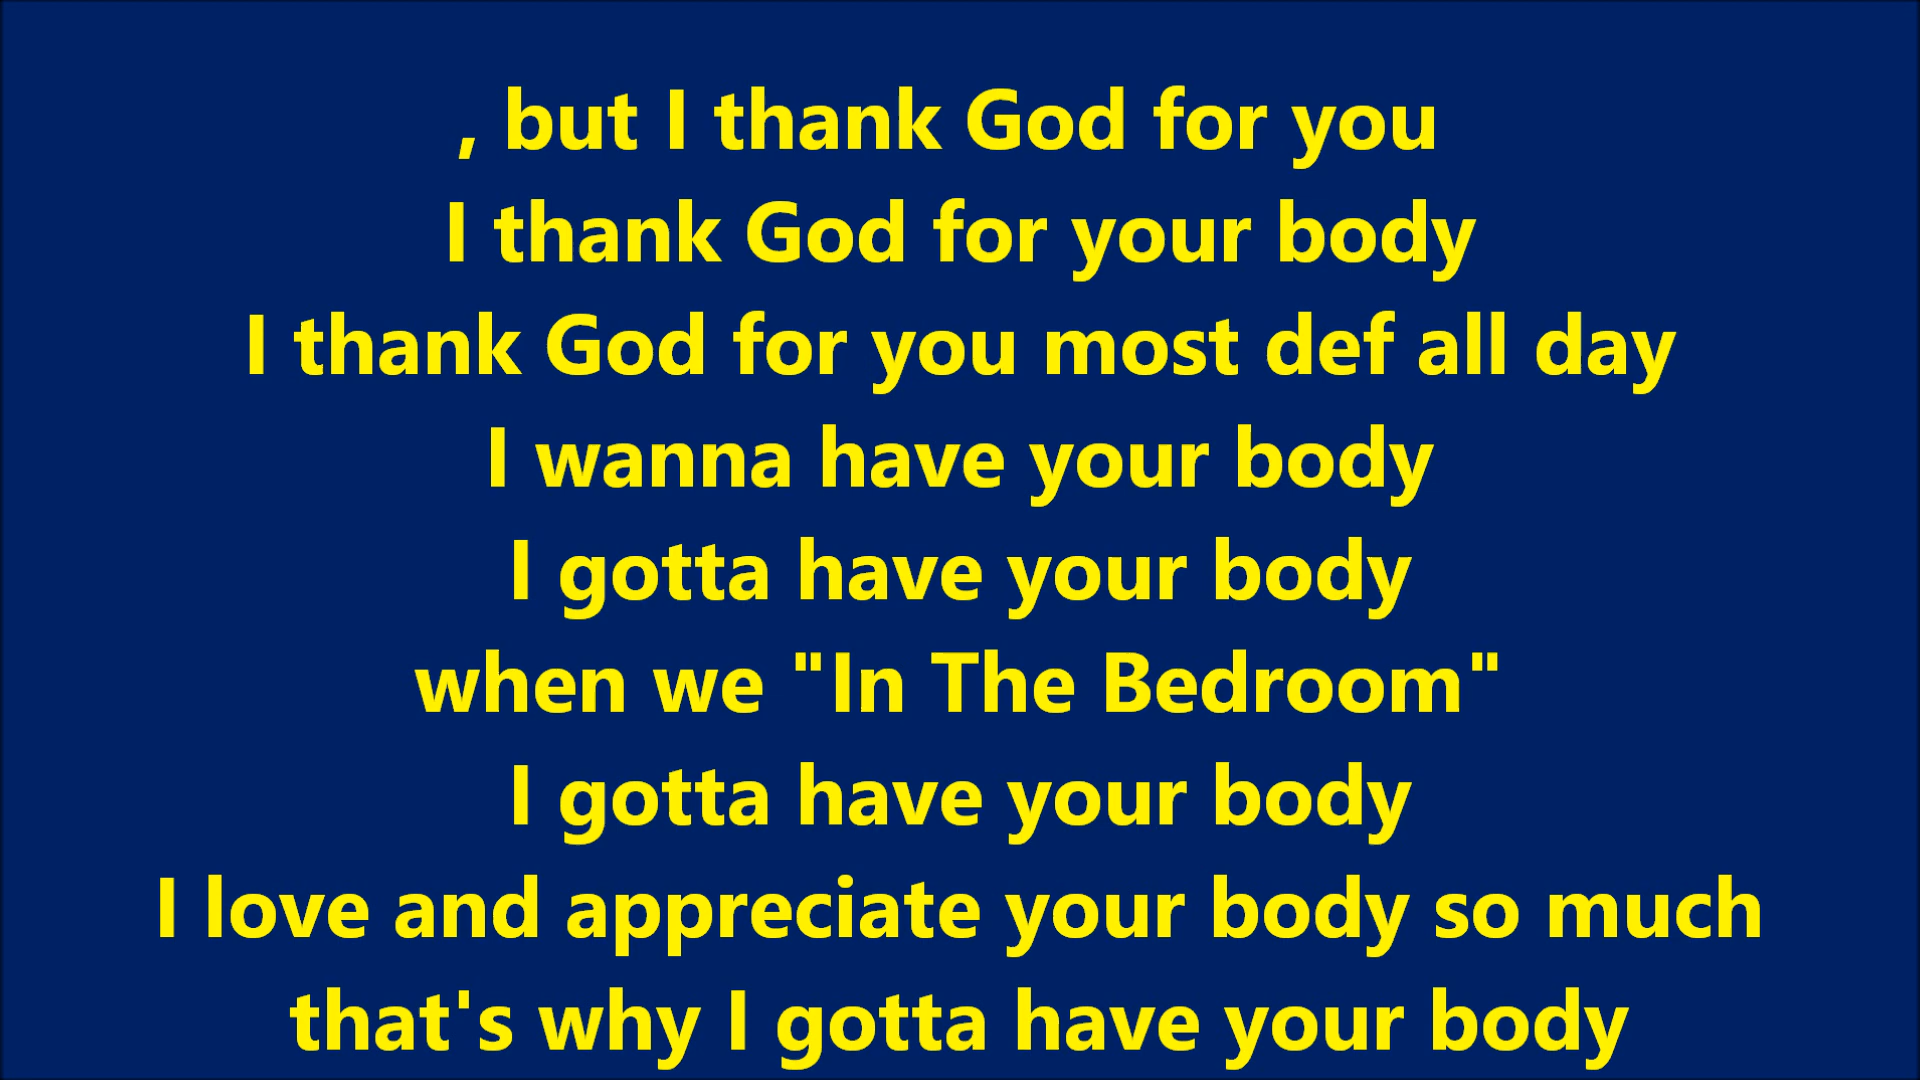 , but I thank God for you
I thank God for your body
I thank God for you most def all day
I wanna have your body
I gotta have your body
when we "In The Bedroom"
I gotta have your body
I love and appreciate your body so much
that's why I gotta have your body